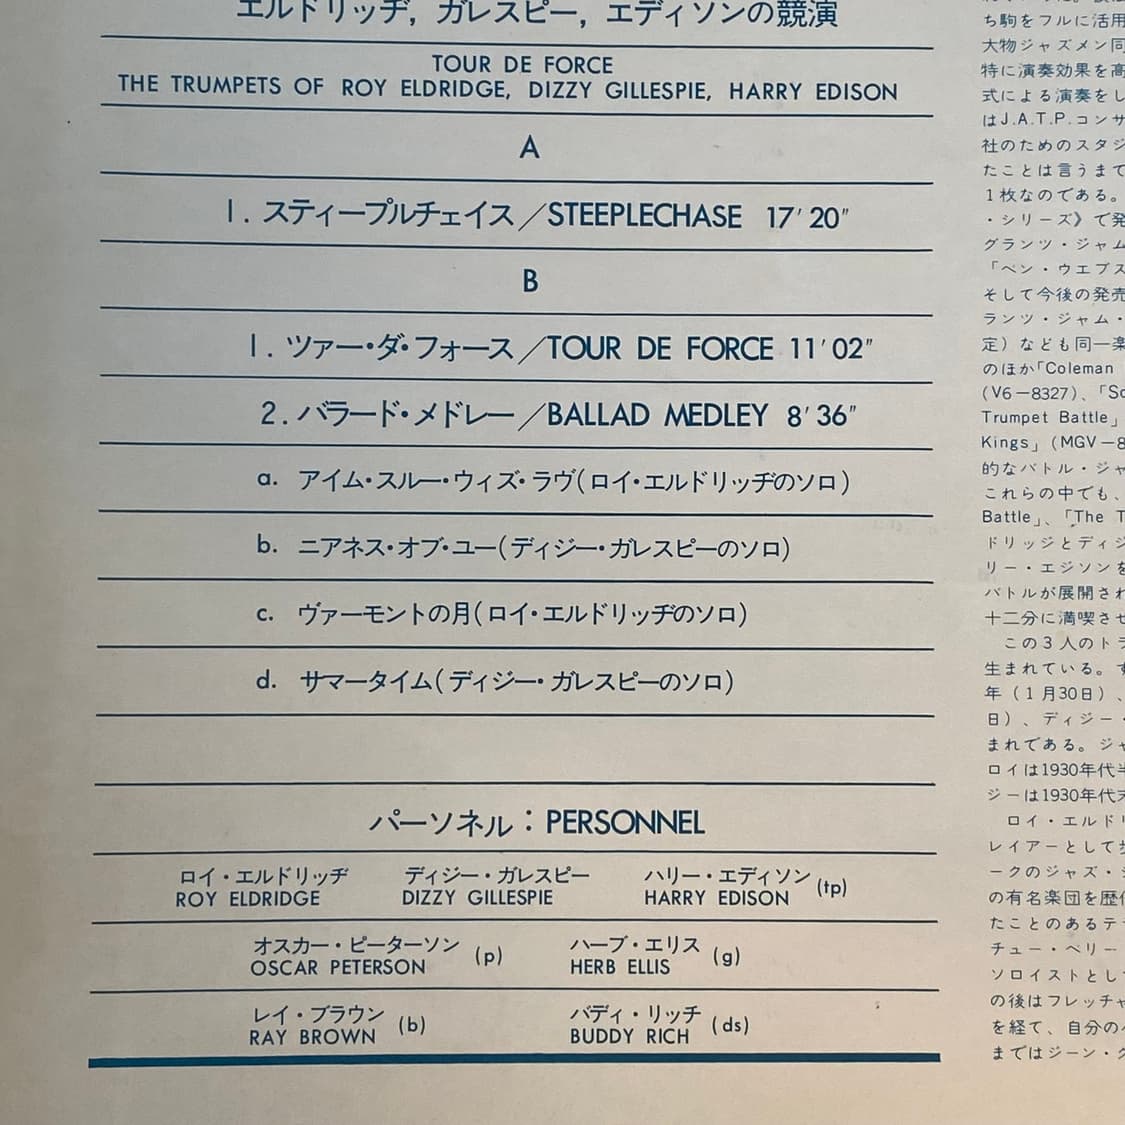 エルドリッヂ, ガレスピー, エディソンの競演
TOUR DE FORCE
THE TRUMPETS OF ROY ELDRIDGE, DIZZY GILLESPIE, HARRY EDISON
A
1. スティープルチェイス／STEEPLECHASE 17′20″
B
1. ツァー・ダ・フォース／TOUR DE FORCE 11′02″
2. バラード・メドレー／BALLAD MEDLEY 8′36″
a. アイム・スルー・ウィズ・ラヴ(ロイ・エルドリッヂのソロ)
b. ニアネス・オブ・ユー(ディジー・ガレスピーのソロ)
c. ヴァーモントの月(ロイ・エルドリッヂのソロ)
d. サマータイム(ディジー・ガレスピーのソロ)
パーソネル：PERSONNEL
ロイ・エルドリッヂ ディジー・ガレスピー ハリー・エディソン (tp)
ROY ELDRIDGE DIZZY GILLESPIE HARRY EDISON
オスカー・ピーターソン (p) ハーブ・エリス (g)
OSCAR PETERSON HERB ELLIS
レイ・ブラウン (b) バディ・リッチ (ds)
RAY BROWN BUDDY RICH
ち駒をフルに活用
大物ジャズメン同
特に演奏効果を高
式による演奏をし
はJ.A.T.P.コンサ
社のためのスタジ
たことは言うまで
1枚なのである。
・シリーズ》で発
グランツ・ジャム
「ベン・ウエブス
そして今後の発売
ランツ・ジャム・
定）なども同一楽
のほか「Coleman
(V6－8327)、「So
Trumpet Battle」
Kings」(MGV－8
的なバトル・ジャ
これらの中でも、
Battle」、「The T
ドリッジとディジ
リー・エジソンを
バトルが展開され
十二分に満喫させ
この3人のトラ
生まれている。す
年（1月30日）、
日）、ディジー・
まれである。ジャ
ロイは1930年代半
ジーは1930年代末
ロイ・エルドリ
レイアーとして
ークのジャズ・シ
の有名楽団を歴任
たことのあるテナ
チュー・ベリー
ソロイストとして
の後はフレッチャ
を経て、自分の
まではジーン・ク